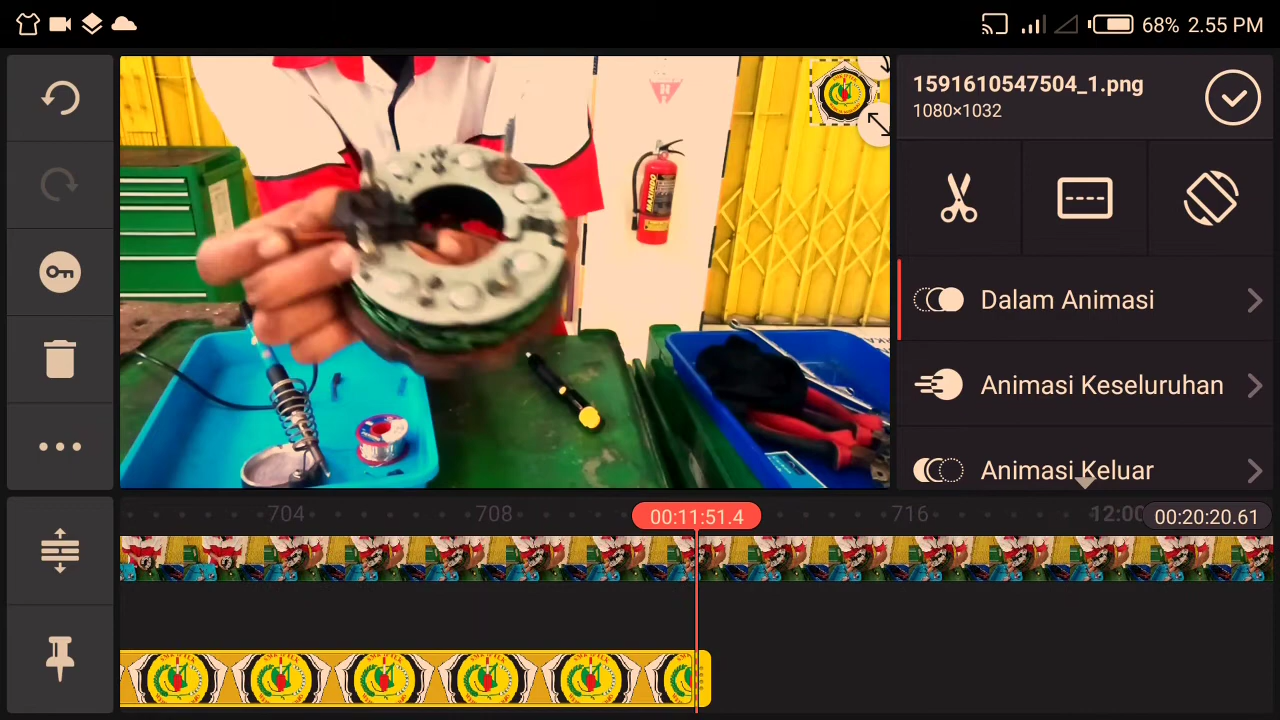 68% 2.55 PM
1591610547504_1.png
1080×1032
MAXINDO
Dalam Animasi
Animasi Keseluruhan
Animasi Keluar
704
708
00:11:51.4
716
12:00
00:20:20.61